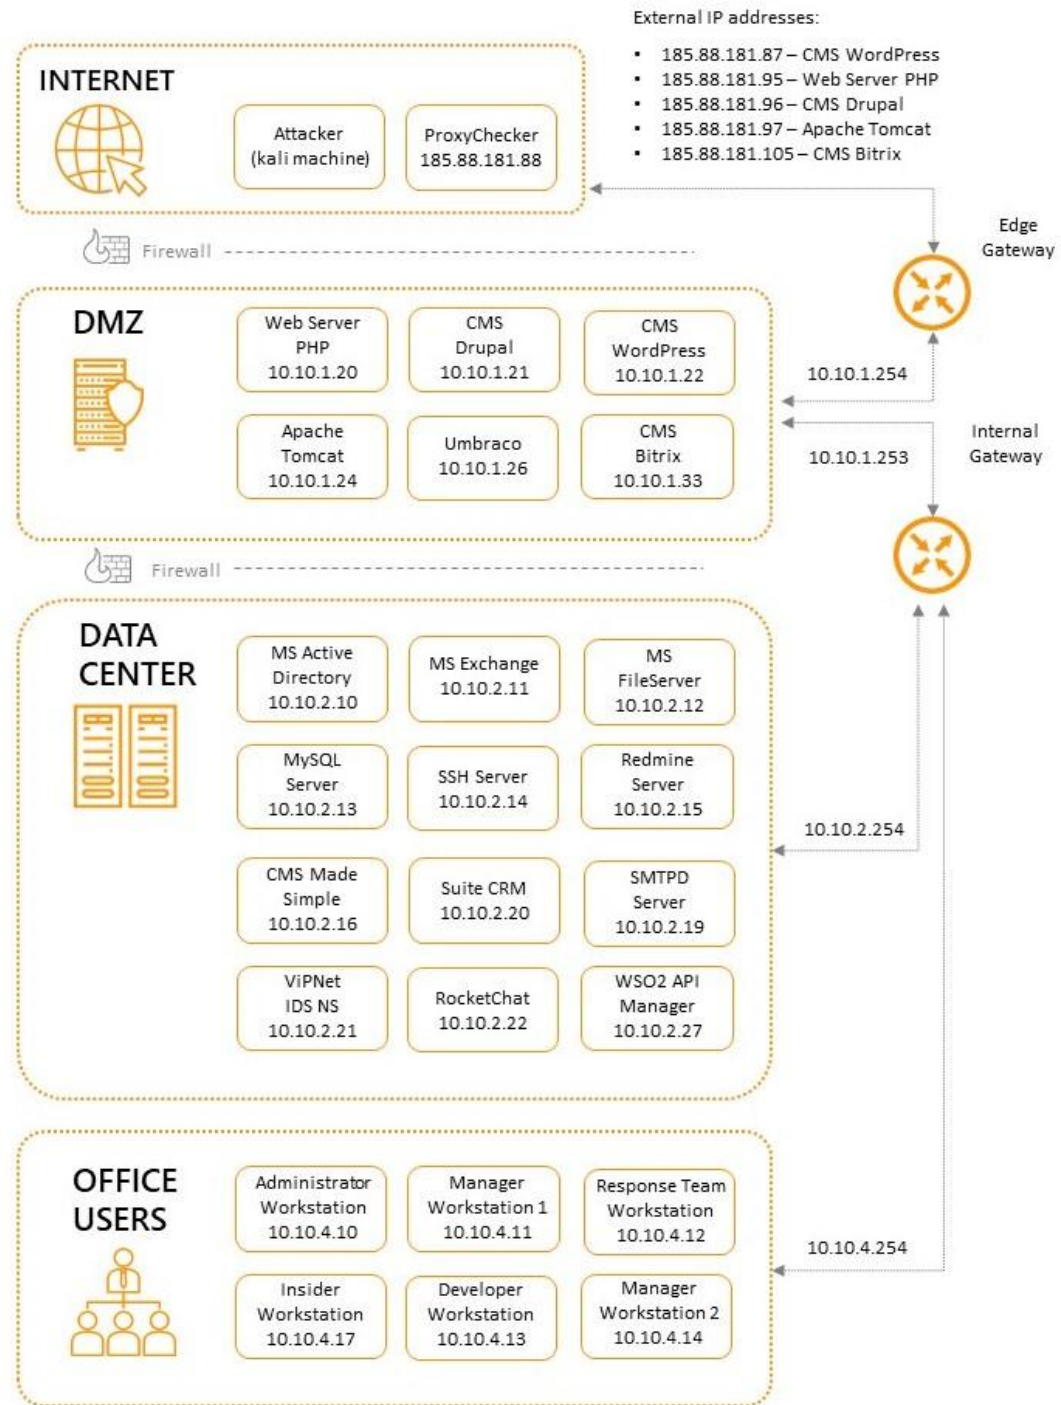 External IP addresses:
▪ 185.88.181.87 – CMS WordPress
▪ 185.88.181.95 – Web Server PHP
▪ 185.88.181.96 – CMS Drupal
▪ 185.88.181.97 – Apache Tomcat
▪ 185.88.181.105 – CMS Bitrix
INTERNET
Attacker
(kali machine)
ProxyChecker
185.88.181.88
Edge
Gateway
Firewall
DMZ
Web Server
PHP
10.10.1.20
CMS
Drupal
10.10.1.21
CMS
WordPress
10.10.1.22
10.10.1.254
Apache
Tomcat
10.10.1.24
Umbraco
10.10.1.26
CMS
Bitrix
10.10.1.33
10.10.1.253
Internal
Gateway
Firewall
DATA
CENTER
MS Active
Directory
10.10.2.10
MS Exchange
10.10.2.11
MS
FileServer
10.10.2.12
MySQL
Server
10.10.2.13
SSH Server
10.10.2.14
Redmine
Server
10.10.2.15
10.10.2.254
CMS Made
Simple
10.10.2.16
Suite CRM
10.10.2.20
SMTPD
Server
10.10.2.19
ViPNet
IDS NS
10.10.2.21
RocketChat
10.10.2.22
WSO2 API
Manager
10.10.2.27
OFFICE
USERS
Administrator
Workstation
10.10.4.10
Manager
Workstation 1
10.10.4.11
Response Team
Workstation
10.10.4.12
10.10.4.254
Insider
Workstation
10.10.4.17
Developer
Workstation
10.10.4.13
Manager
Workstation 2
10.10.4.14